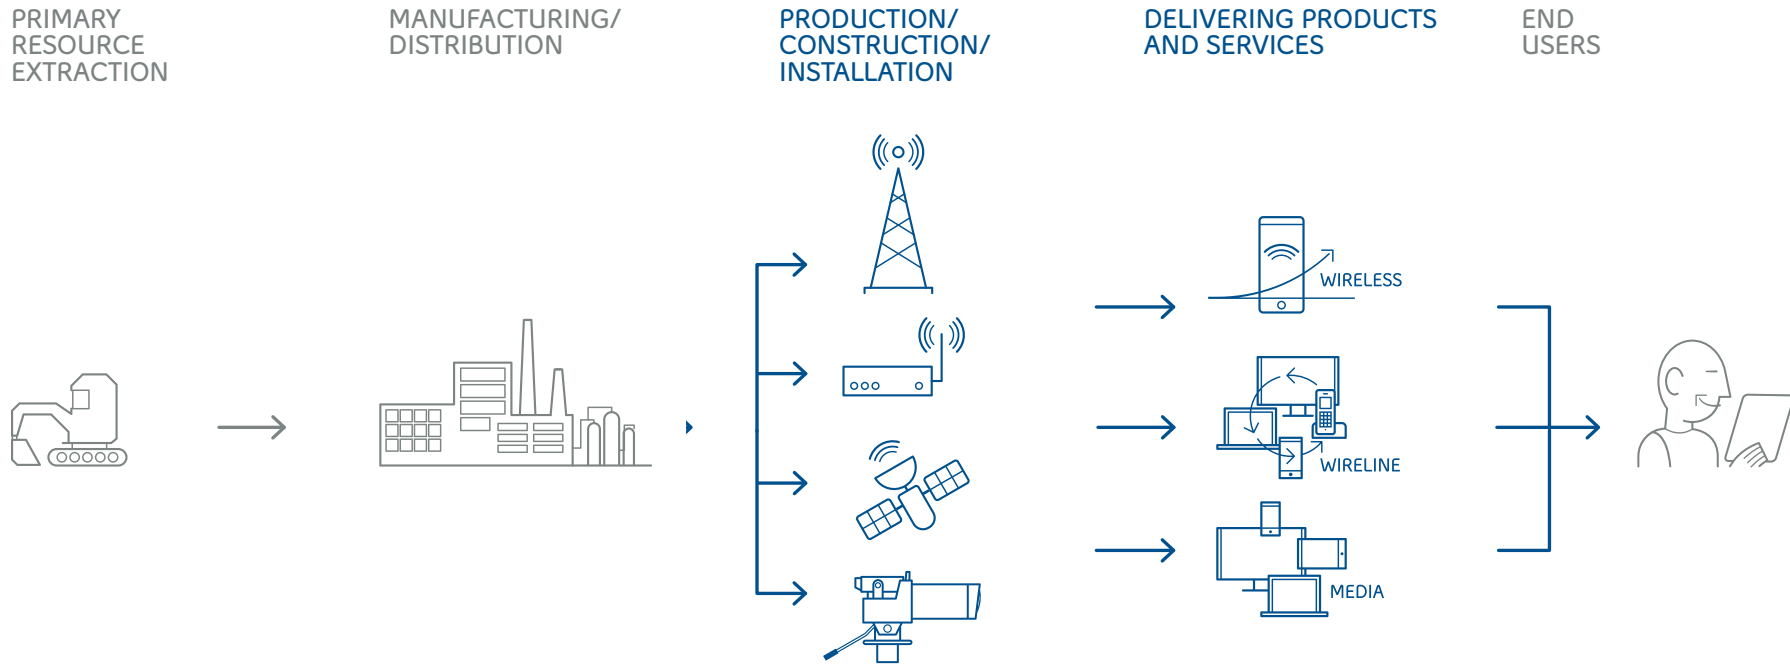 PRIMARY
RESOURCE
EXTRACTION
MANUFACTURING/
DISTRIBUTION
PRODUCTION/
CONSTRUCTION/
INSTALLATION
DELIVERING PRODUCTS
AND SERVICES
END
USERS
WIRELESS
WIRELINE
MEDIA